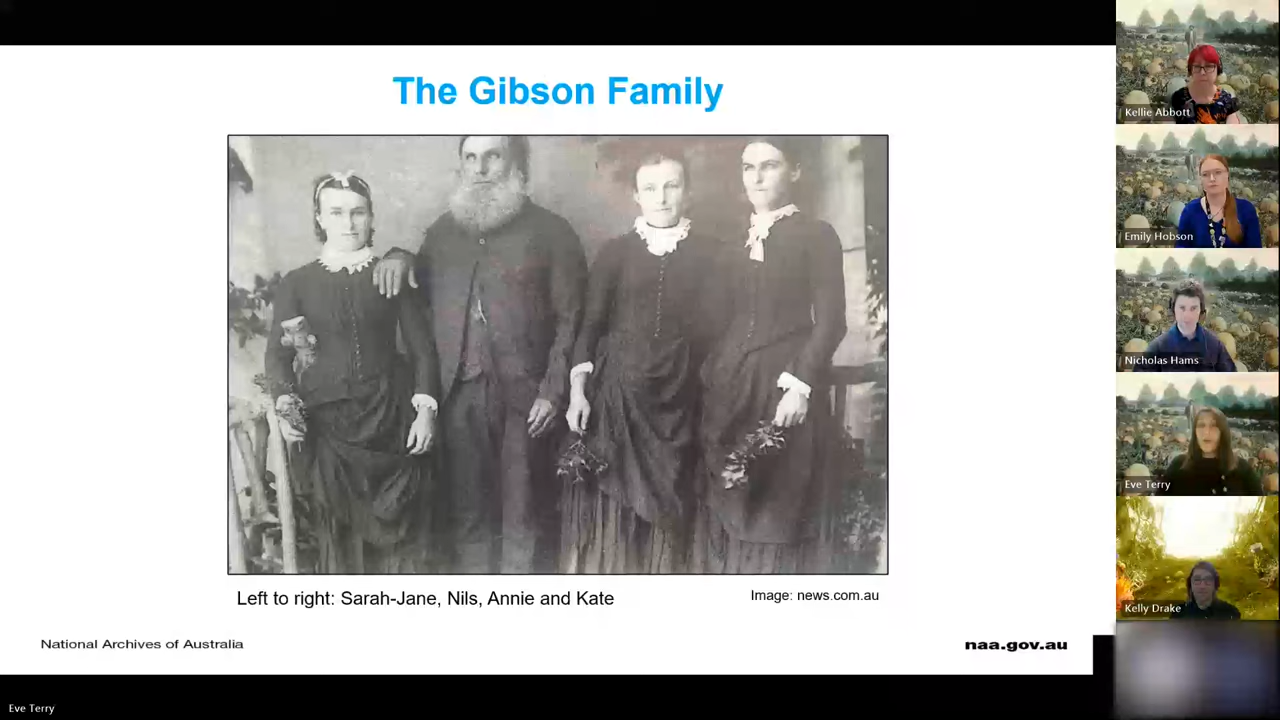 The Gibson Family
Left to right: Sarah-Jane, Nils, Annie and Kate
Image: news.com.au
National Archives of Australia
naa.gov.au
Eve Terry
Kellie Abbott
Emily Hobson
Nicholas Hams
Eve Terry
Kelly Drake